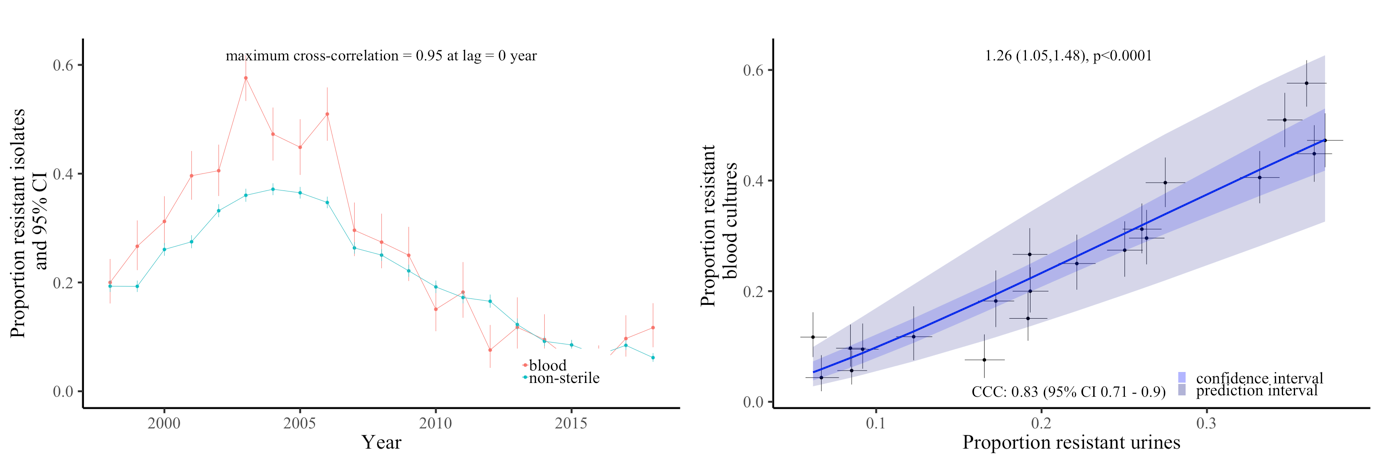 maximum cross-correlation = 0.95 at lag = 0 year
Proportion resistant isolates
and 95% CI
0.6
0.4
0.2
0.0
blood
non-sterile
2000
2005
2010
2015
Year
1.26 (1.05,1.48), p<0.0001
Proportion resistant
blood cultures
0.6
0.4
0.2
0.0
CCC: 0.83 (95% CI 0.71 - 0.9)
confidence interval
prediction interval
0.1
0.2
0.3
Proportion resistant urines